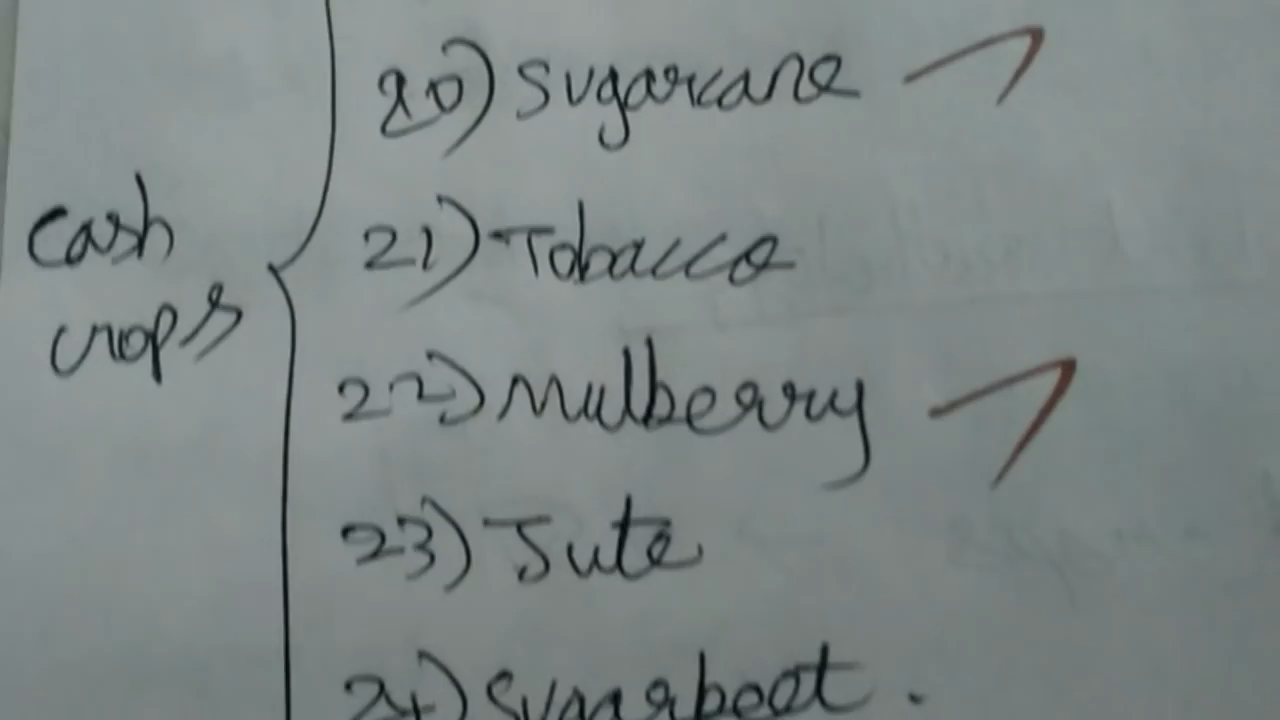 20) Sugarcane
21) Tobacco
cash
crops
22) Mulberry
23) Jute
24) Sugarbeet.